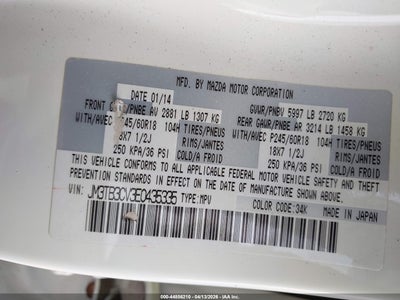 MFD. BY MAZDA MOTOR CORPORATION
DATE 01/14
GVWR/PNBV 5997 LB 2720 KG
FRONT GAWR/PNBE AV 2881 LB 1307 KG
REAR GAWR/PNBE AR 3214 LB 1458 KG
WITH/AVEC P245/60R18 104H TIRES/PNEUS
WITH/AVEC P245/60R18 104H TIRES/PNEUS
18X7 1/2J RIMS/JANTES
18X7 1/2J RIMS/JANTES
250 KPA/36 PSI COLD/FROID
250 KPA/36 PSI COLD/FROID
THIS VEHICLE CONFORMS TO ALL APPLICABLE FEDERAL MOTOR VEHICLE SAFETY AND THEFT
PREVENTION STANDARDS IN EFFECT ON THE DATE OF MANUFACTURE SHOWN ABOVE.
VIN: JM3TB3CV3E0435395 TYPE: MPV
COLOR CODE: 34K
MADE IN JAPAN
000-44856210 - 04/13/2026 - IAA Inc.